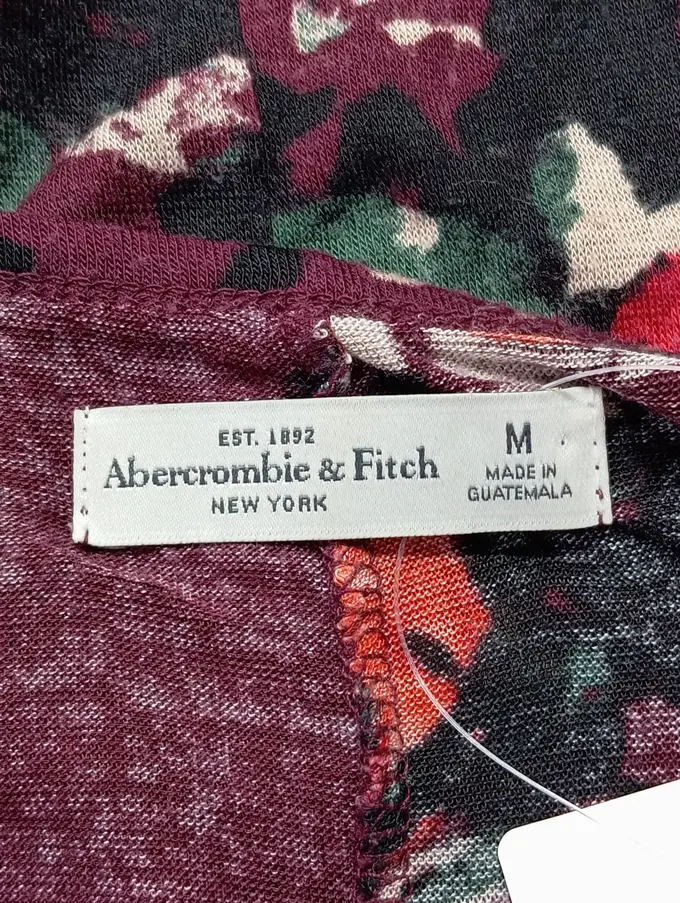 EST. 1892
Abercrombie & Fitch
NEW YORK
M
MADE IN
GUATEMALA